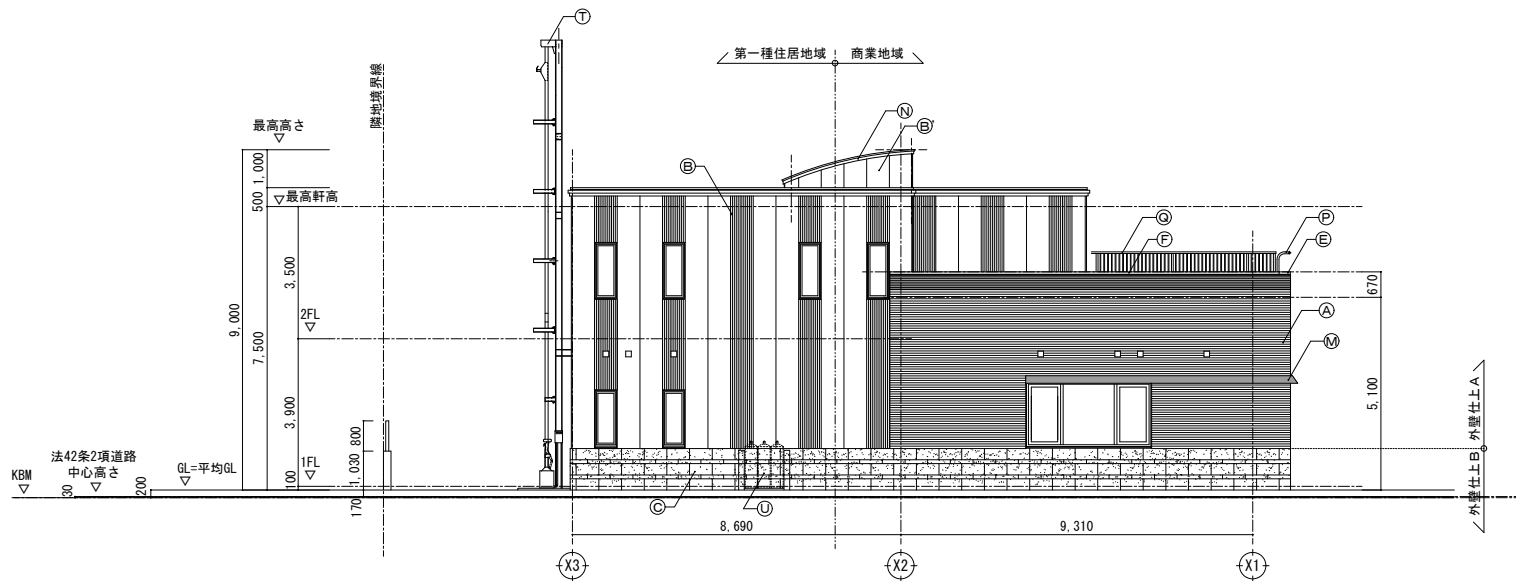 Ⓣ
第一種住居地域
商業地域
隣地境界線
最高高さ
Ⓝ
Ⓑ'
1,000
Ⓑ
最高軒高
500
Ⓠ
Ⓟ
Ⓕ
Ⓔ
3,500
670
9,000
2FL
Ⓐ
7,500
Ⓜ
5,100
3,900
外壁仕上A
外壁仕上B
800
法42条2項道路
中心高さ
1FL
KBM
GL=平均GL
1,030
100
30
200
170
Ⓒ
Ⓤ
8,690
9,310
X3
X2
X1